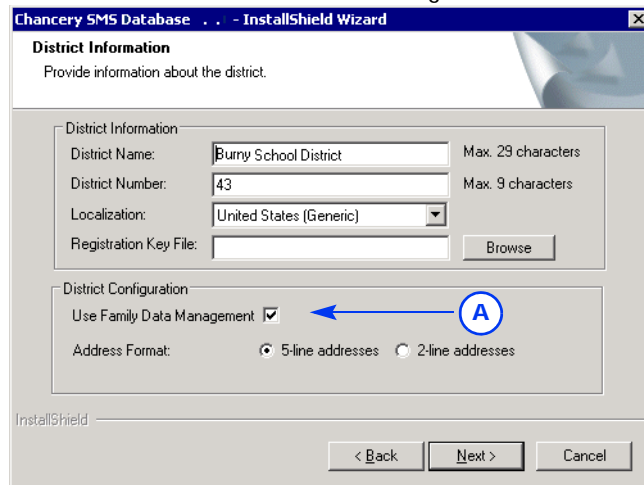 Chancery SMS Database . . - InstallShield Wizard
District Information
Provide information about the district.
District Information
District Name: Burny School District Max. 29 characters
District Number: 43 Max. 9 characters
Localization: United States (Generic)
Registration Key File: Browse
District Configuration
Use Family Data Management A
Address Format: 5-line addresses 2-line addresses
InstallShield
< Back Next > Cancel